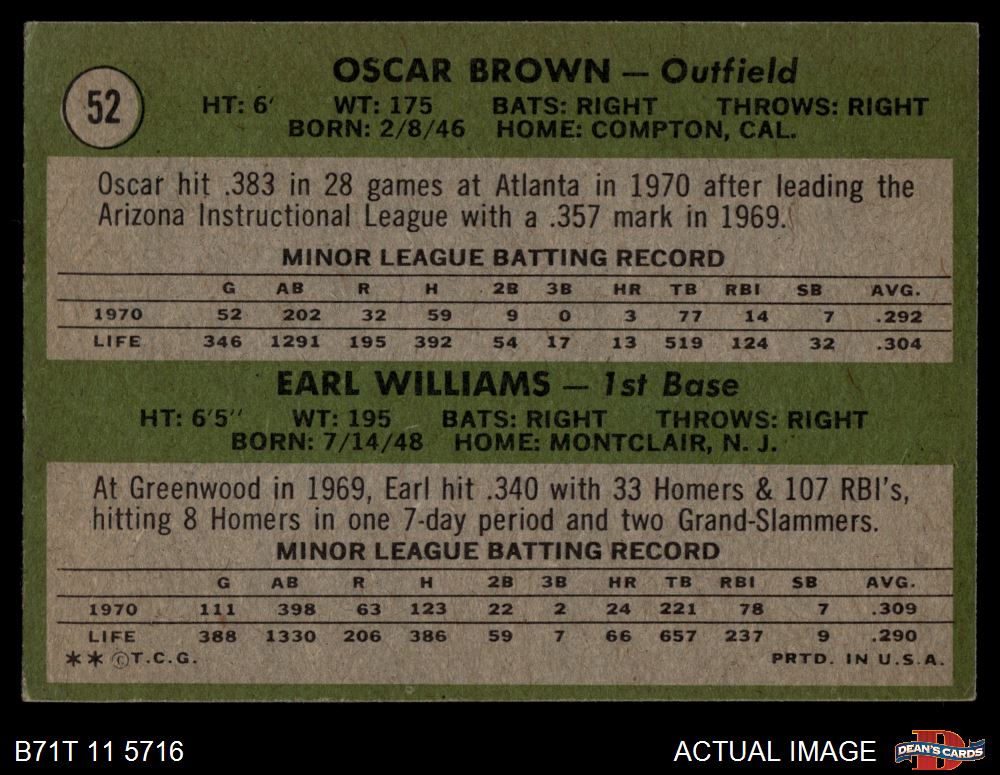 52
OSCAR BROWN — Outfield
HT: 6' WT: 175 BATS: RIGHT THROWS: RIGHT
BORN: 2/8/46 HOME: COMPTON, CAL.
Oscar hit .383 in 28 games at Atlanta in 1970 after leading the
Arizona Instructional League with a .357 mark in 1969.
MINOR LEAGUE BATTING RECORD
G AB R H 2B 3B HR TB RBI SB AVG.
1970 52 202 32 59 9 0 3 77 14 7 .292
LIFE 346 1291 195 392 54 17 13 519 124 32 .304
EARL WILLIAMS — 1st Base
HT: 6'5" WT: 195 BATS: RIGHT THROWS: RIGHT
BORN: 7/14/48 HOME: MONTCLAIR, N. J.
At Greenwood in 1969, Earl hit .340 with 33 Homers & 107 RBI's,
hitting 8 Homers in one 7-day period and two Grand-Slammers.
MINOR LEAGUE BATTING RECORD
G AB R H 2B 3B HR TB RBI SB AVG.
1970 111 398 63 123 22 2 24 221 78 7 .309
LIFE 388 1330 206 386 59 7 66 657 237 9 .290
** ©T.C.G. PRTD. IN U.S.A.
B71T 11 5716 ACTUAL IMAGE DEAN'S CARDS